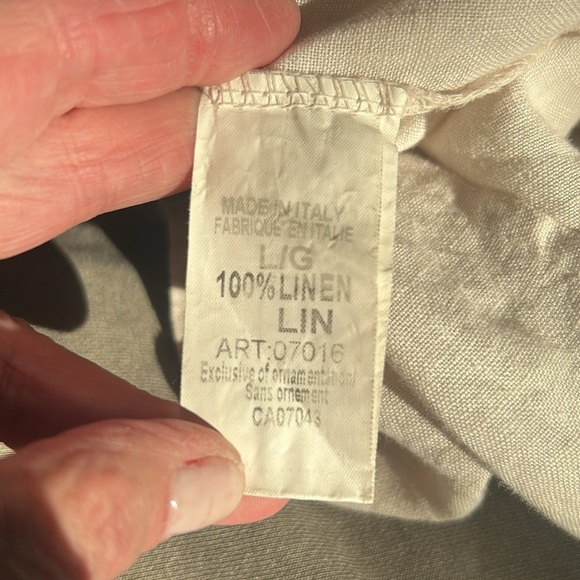 MADE IN ITALY
FABRIQUE EN ITALIE
L/G
100% LINEN
LIN
ART:07016
Exclusive of ornamentation/
Sans ornement
CA07043